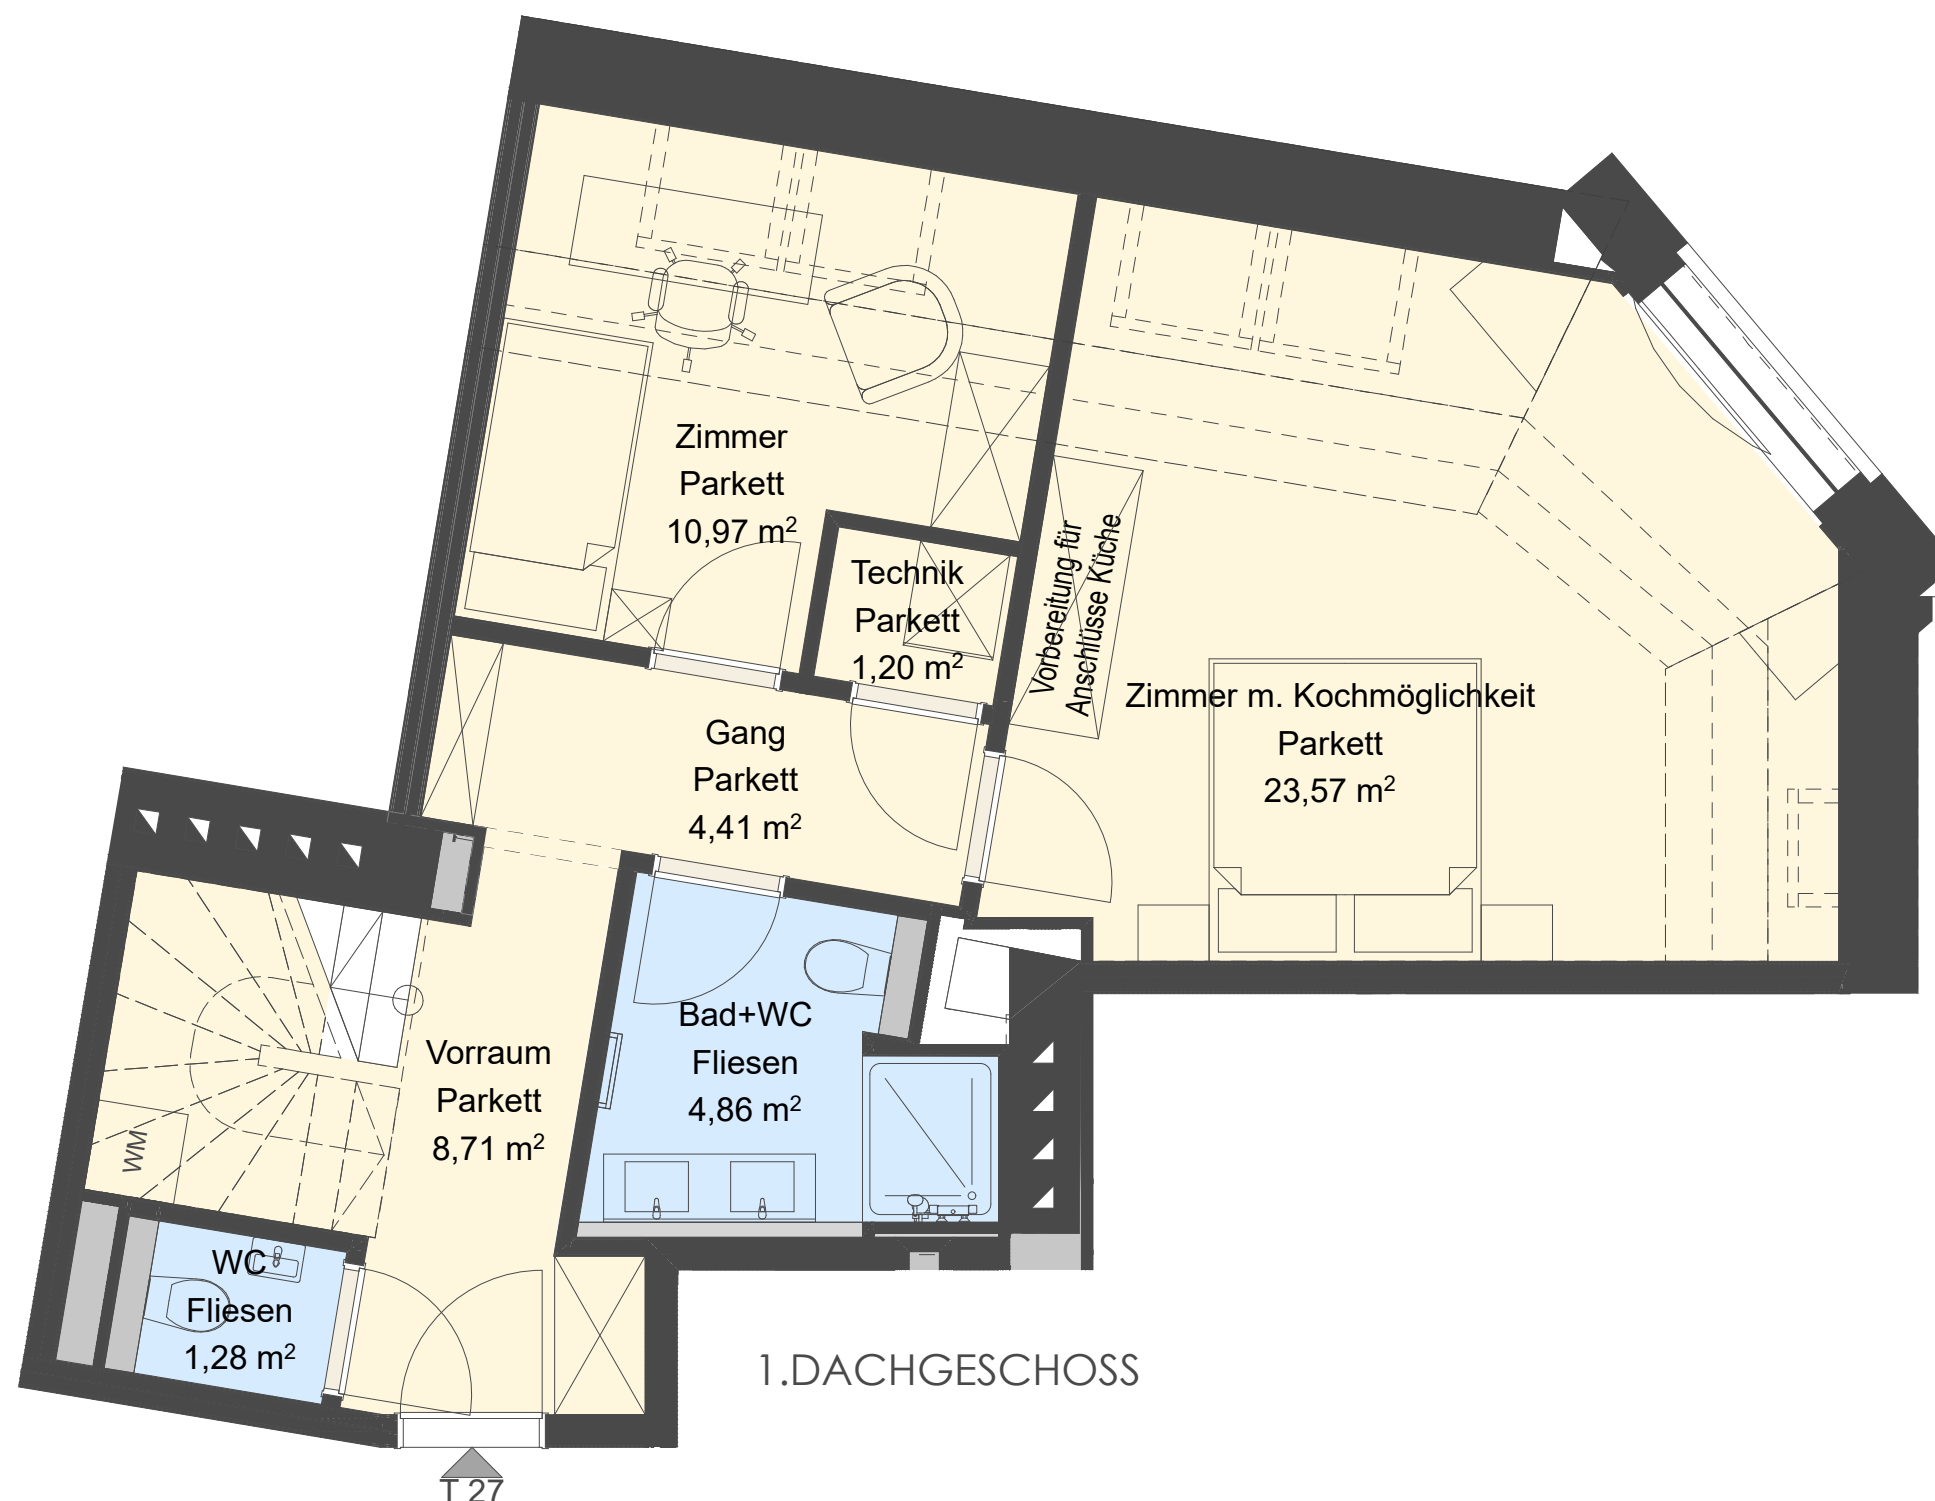 Zimmer
Parkett
10,97 m²
Technik
Parkett
1,20 m²
Vorbereitung für
Anschlüsse Küche
Zimmer m. Kochmöglichkeit
Parkett
23,57 m²
Gang
Parkett
4,41 m²
Bad+WC
Fliesen
4,86 m²
Vorraum
Parkett
8,71 m²
WM
WC
Fliesen
1,28 m²
1.DACHGESCHOSS
T 27